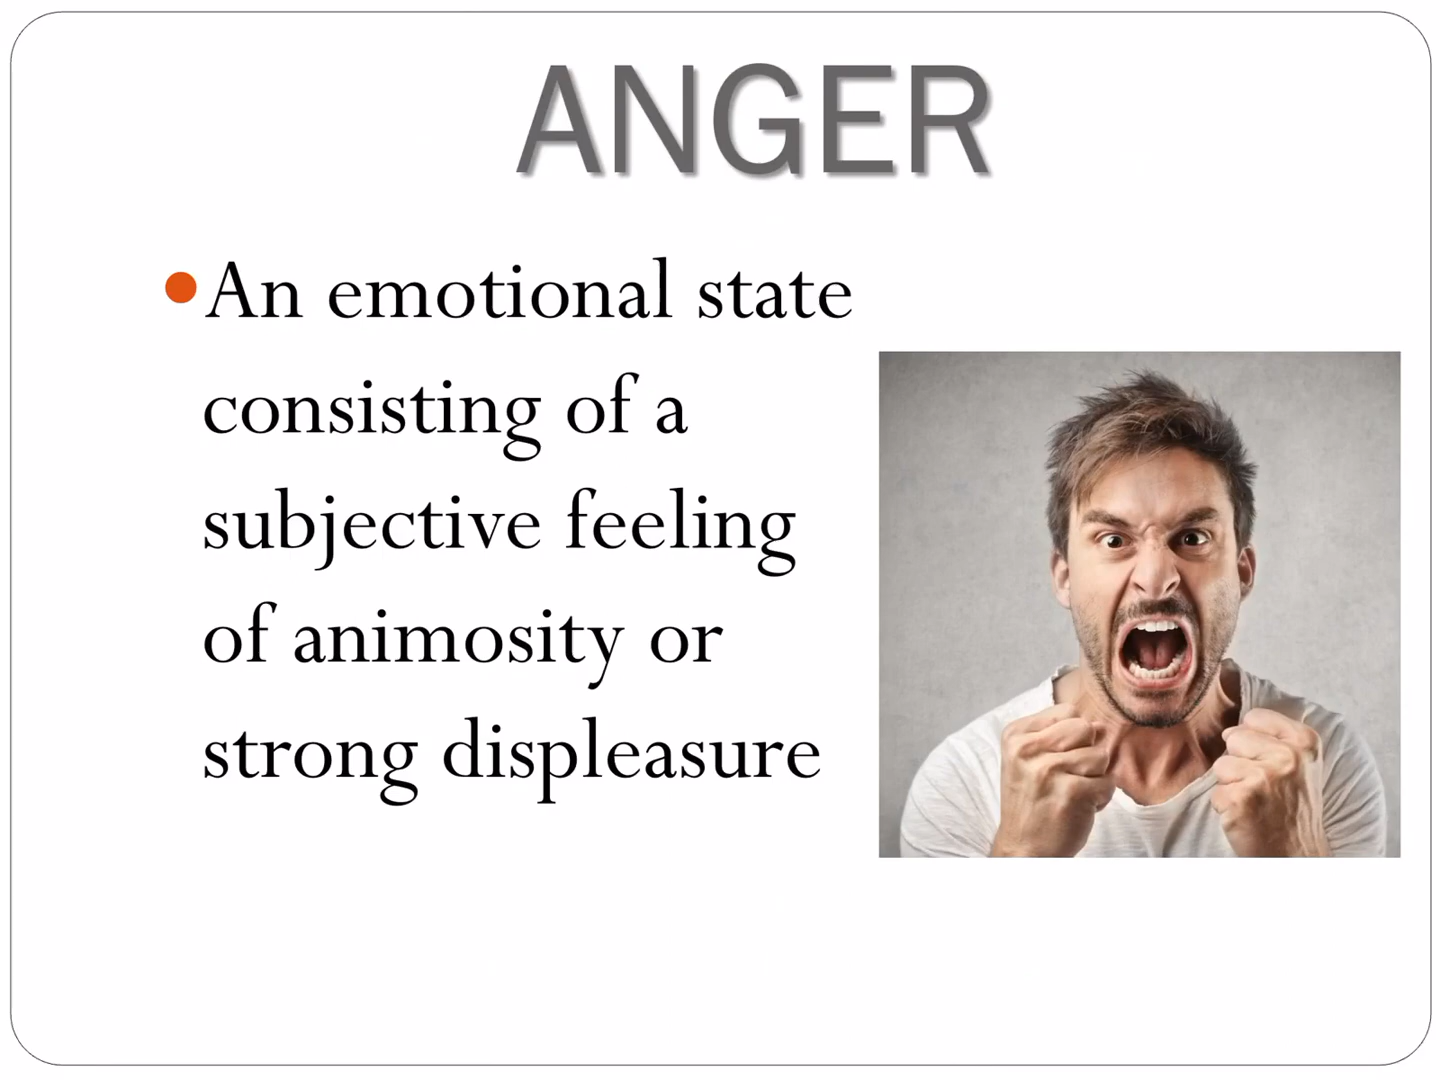 ANGER
An emotional state
consisting of a
subjective feeling
of animosity or
strong displeasure